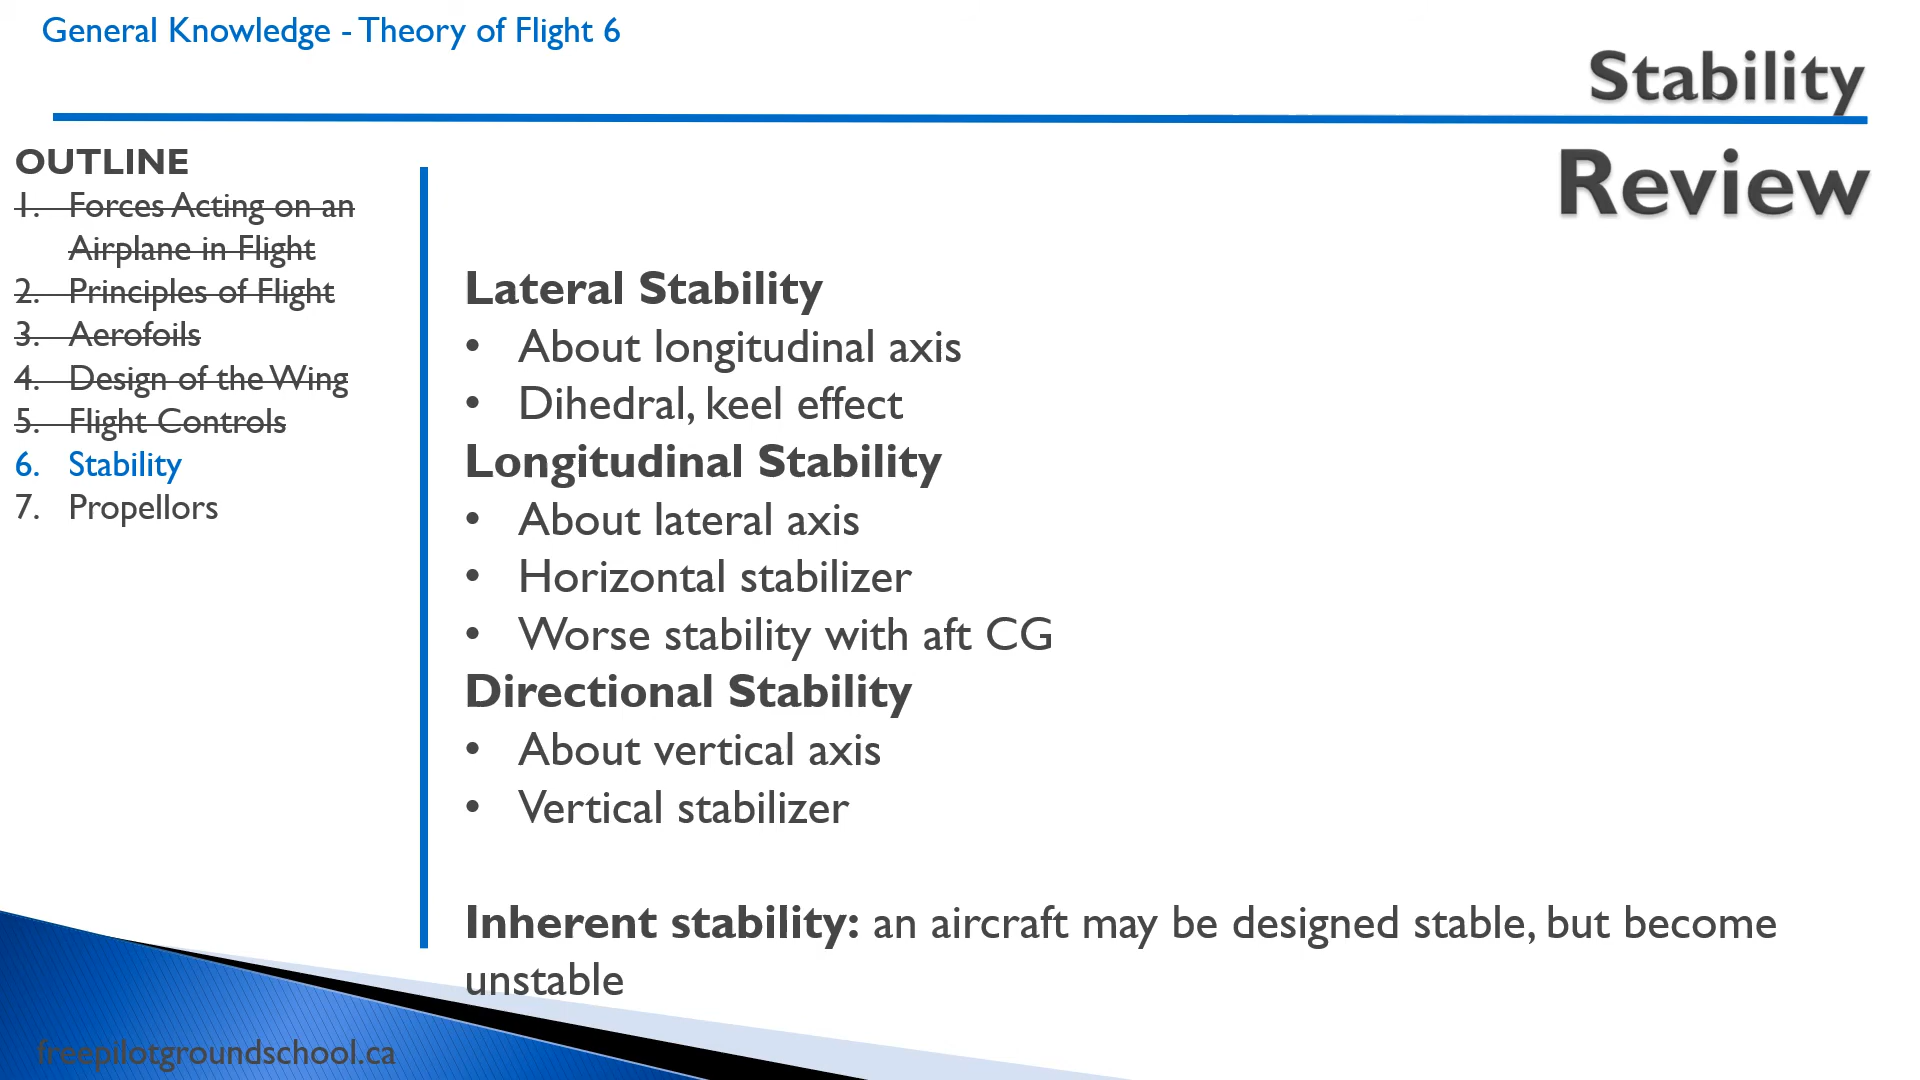 General Knowledge - Theory of Flight 6
Stability
Review
OUTLINE
1. Forces Acting on an
Airplane in Flight
2. Principles of Flight
3. Aerofoils
4. Design of the Wing
5. Flight Controls
6. Stability
7. Propellors
Lateral Stability
• About longitudinal axis
• Dihedral, keel effect
Longitudinal Stability
• About lateral axis
• Horizontal stabilizer
• Worse stability with aft CG
Directional Stability
• About vertical axis
• Vertical stabilizer
Inherent stability: an aircraft may be designed stable, but become
unstable
freepilotgroundschool.ca